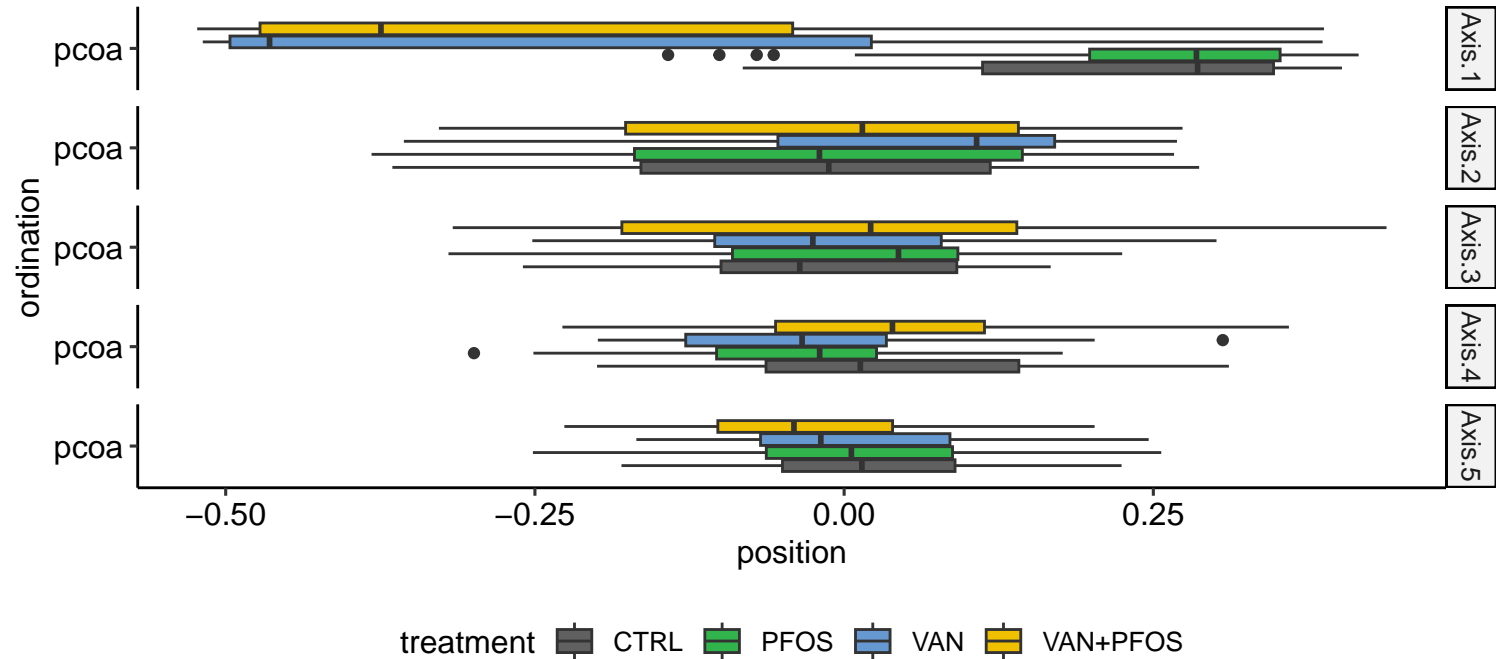 pcoa
Axis.1
pcoa
Axis.2
ordination
pcoa
Axis.3
pcoa
Axis.4
pcoa
Axis.5
−0.50 −0.25 0.00 0.25
position
treatment CTRL PFOS VAN VAN+PFOS